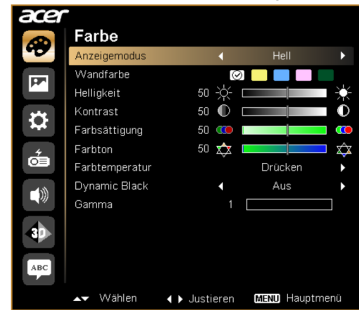 acer
Farbe
Anzeigemodus Hell
Wandfarbe
Helligkeit 50
Kontrast 50
Farbsättigung 50
Farbton 50
Farbtemperatur Drücken
Dynamic Black Aus
Gamma 1
3D
ABC
Wählen Justieren MENU Hauptmenü